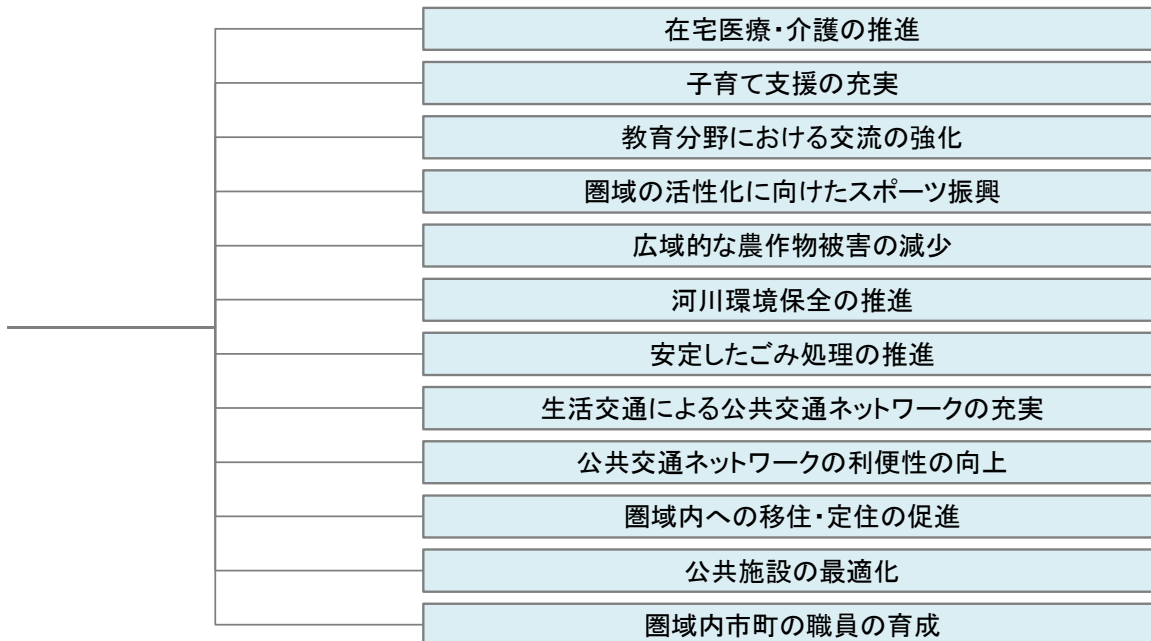 在宅医療・介護の推進
子育て支援の充実
教育分野における交流の強化
圏域の活性化に向けたスポーツ振興
広域的な農作物被害の減少
河川環境保全の推進
安定したごみ処理の推進
生活交通による公共交通ネットワークの充実
公共交通ネットワークの利便性の向上
圏域内への移住・定住の促進
公共施設の最適化
圏域内市町の職員の育成